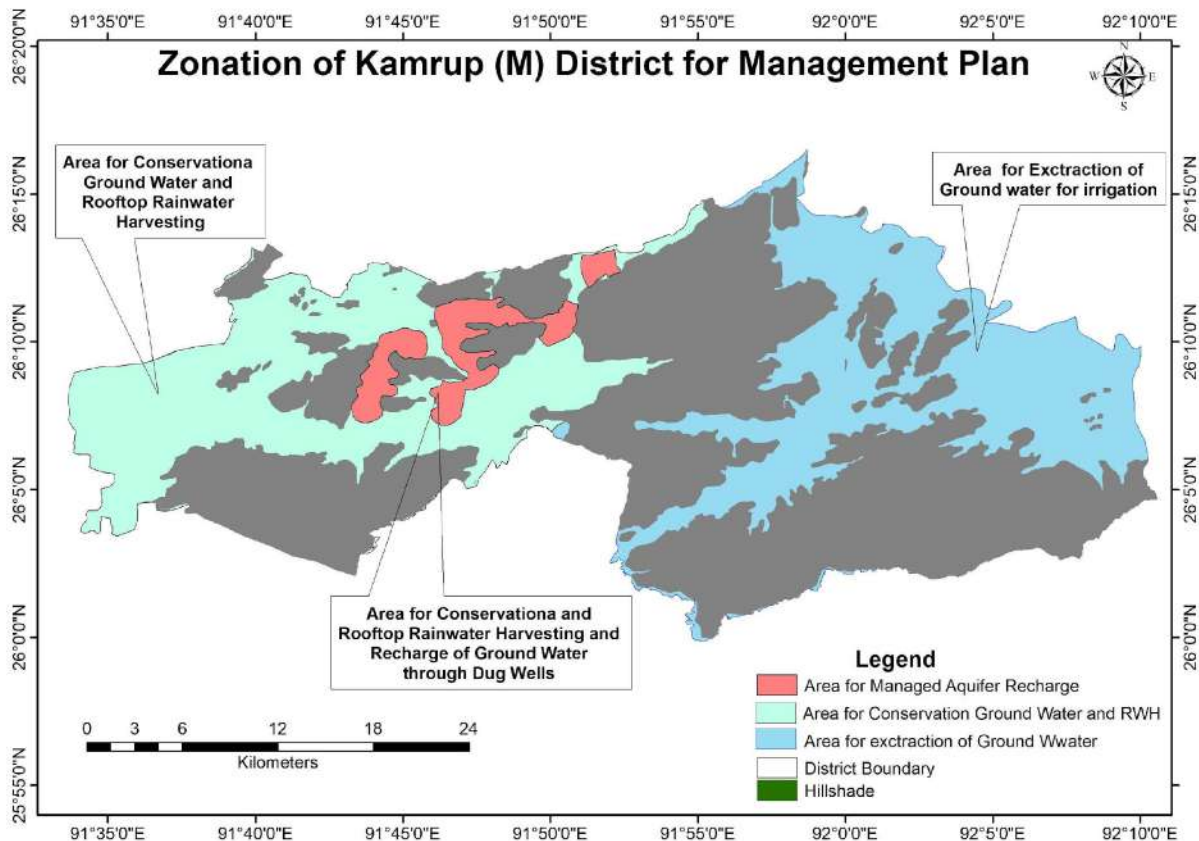 91°35'0"E 91°40'0"E 91°45'0"E 91°50'0"E 91°55'0"E 92°0'0"E 92°5'0"E 92°10'0"E
Zonation of Kamrup (M) District for Management Plan
N
W E
S
26°20'0"N
26°15'0"N
26°10'0"N
26°5'0"N
26°0'0"N
25°55'0"N
Area for Conservationa
Ground Water and
Rooftop Rainwater
Harvesting
Area for Exctraction of
Ground water for irrigation
26°15'0"N
26°10'0"N
26°5'0"N
26°0'0"N
Area for Conservationa and
Rooftop Rainwater Harvesting and
Recharge of Ground Water
through Dug Wells
Legend
Area for Managed Aquifer Recharge
Area for Conservation Ground Water and RWH
Area for exctraction of Ground Wwater
District Boundary
Hillshade
0 3 6 12 18 24
Kilometers
91°35'0"E 91°40'0"E 91°45'0"E 91°50'0"E 91°55'0"E 92°0'0"E 92°5'0"E 92°10'0"E